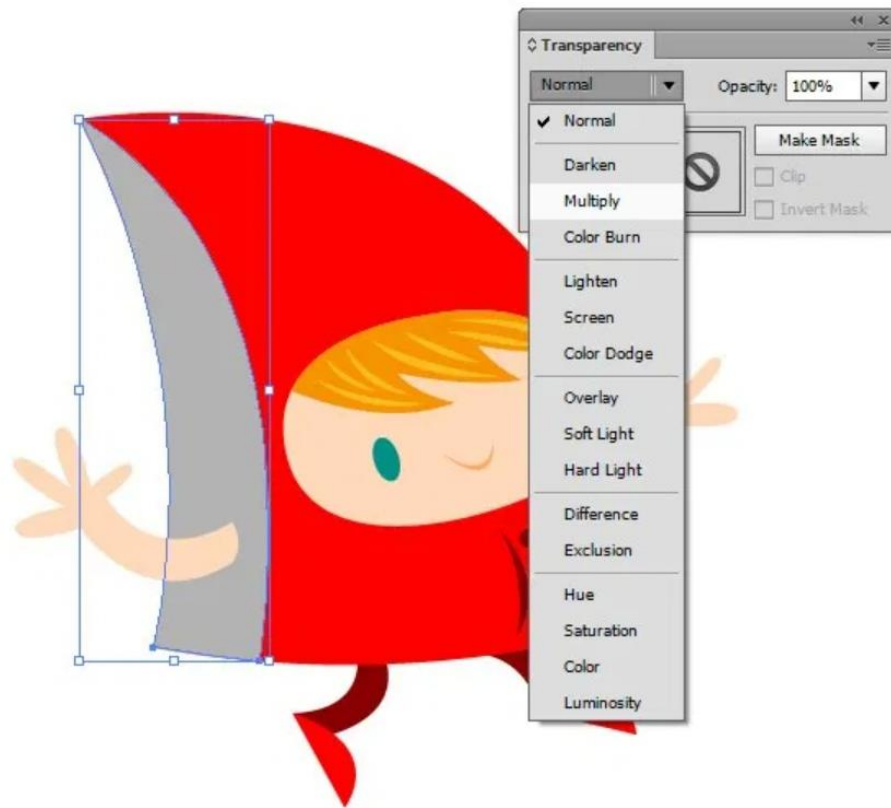 Transparency
Normal
Opacity: 100%
Normal
Darken
Multiply
Color Burn
Lighten
Screen
Color Dodge
Overlay
Soft Light
Hard Light
Difference
Exclusion
Hue
Saturation
Color
Luminosity
Make Mask
Clip
Invert Mask